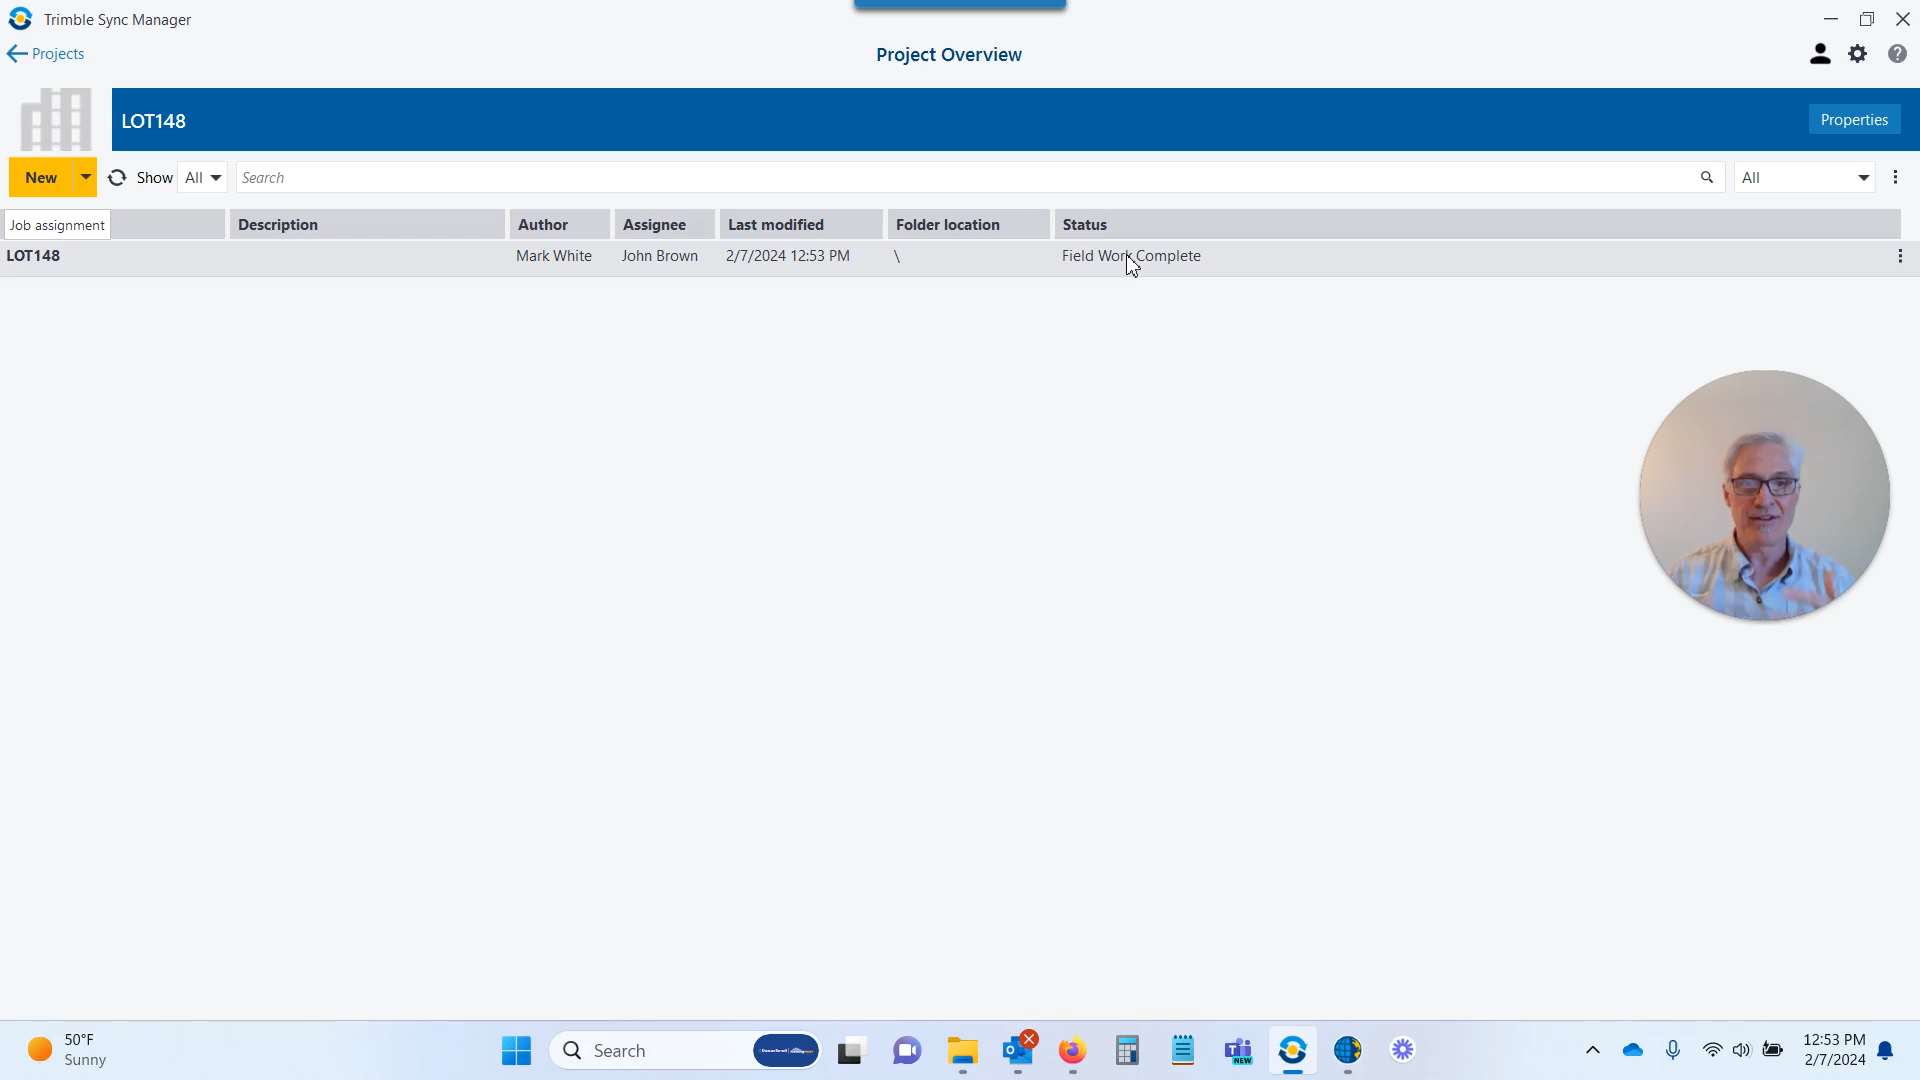 Trimble Sync Manager
Projects
Project Overview
LOT148
Properties
New
Show
All
Search
All
Job assignment
Description
Author
Assignee
Last modified
Folder location
Status
LOT148
Mark White
John Brown
2/7/2024 12:53 PM
\
Field Work Complete
50°F
Sunny
Search
NEW
12:53 PM
2/7/2024